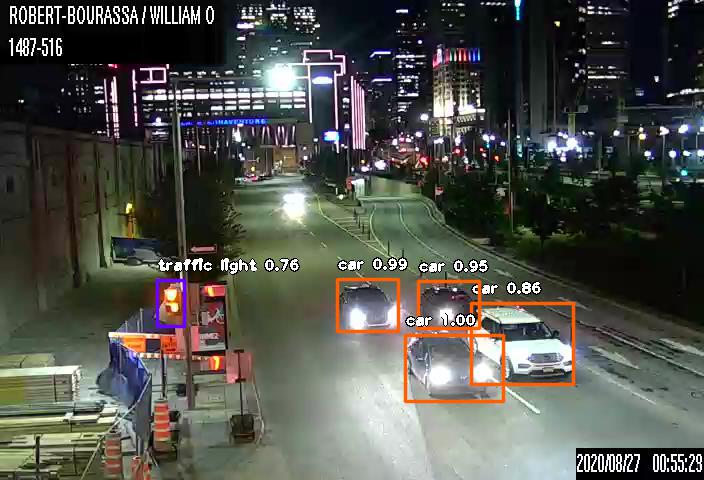 ROBERT-BOURASSA / WILLIAM O
1487-516
BONAVENTURE
traffic light 0.76
car 0.99
car 0.95
car 0.86
car 1.00
2020/08/27 00:55:29